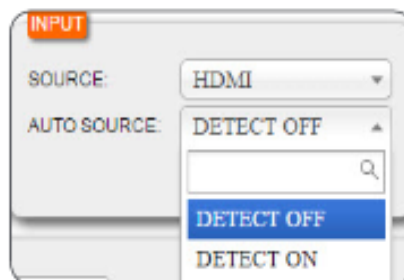 INPUT
SOURCE: HDMI
AUTO SOURCE: DETECT OFF
DETECT OFF
DETECT ON